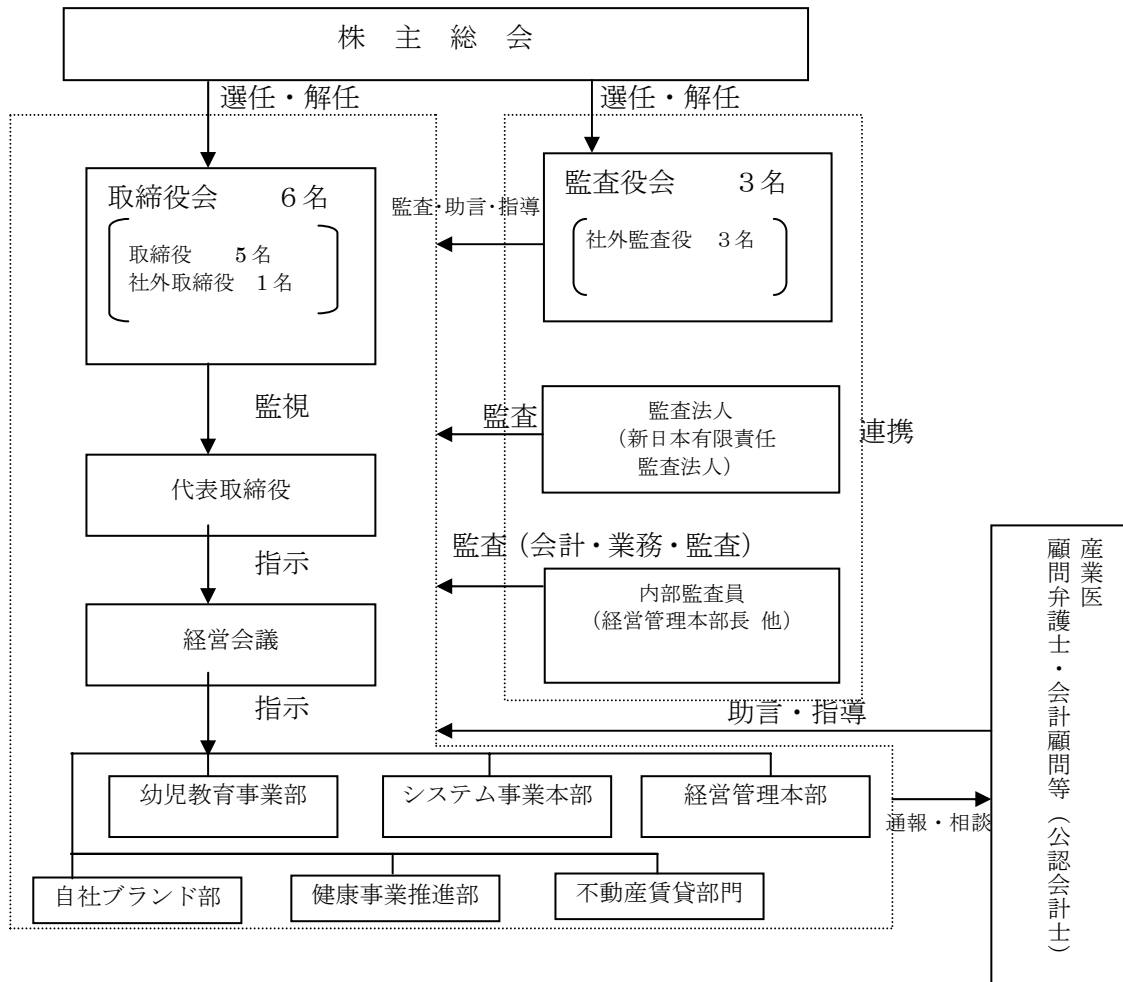 株 主 総 会
選任・解任
選任・解任
取締役会 6名
取締役 5名
社外取締役 1名
監査・助言・指導
監査役会 3名
社外監査役 3名
監視
監査
監査法人
(新日本有限責任
監査法人)
連携
代表取締役
指示
監査(会計・業務・監査)
内部監査員
(経営管理本部長 他)
経営会議
指示
助言・指導
産業医
顧問弁護士・会計顧問等(公認会計士)
幼児教育事業部
システム事業本部
経営管理本部
通報・相談
自社ブランド部
健康事業推進部
不動産賃貸部門